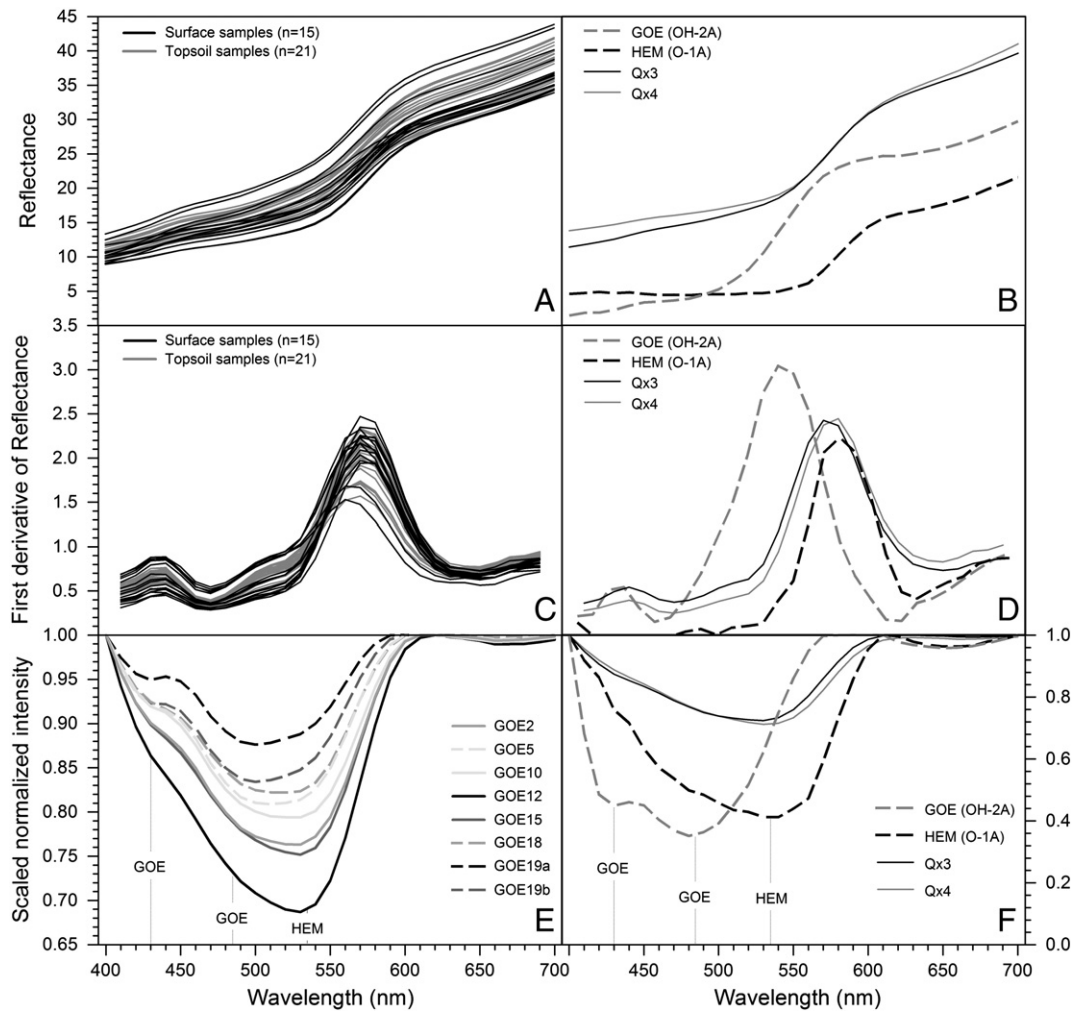 45
40
35
30
25
20
15
10
5
Reflectance
Surface samples (n=15)
Topsoil samples (n=21)
A
GOE (OH-2A)
HEM (O-1A)
Qx3
Qx4
B
3.5
3.0
2.5
2.0
1.5
1.0
0.5
First derivative of Reflectance
Surface samples (n=15)
Topsoil samples (n=21)
C
GOE (OH-2A)
HEM (O-1A)
Qx3
Qx4
D
1.00
0.95
0.90
0.85
0.80
0.75
0.70
0.65
Scaled normalized intensity
GOE2
GOE5
GOE10
GOE12
GOE15
GOE18
GOE19a
GOE19b
GOE
GOE
HEM
E
400 450 500 550 600 650 700
Wavelength (nm)
GOE (OH-2A)
HEM (O-1A)
Qx3
Qx4
GOE
GOE
HEM
F
1.0
0.8
0.6
0.4
0.2
0.0
450 500 550 600 650 700
Wavelength (nm)